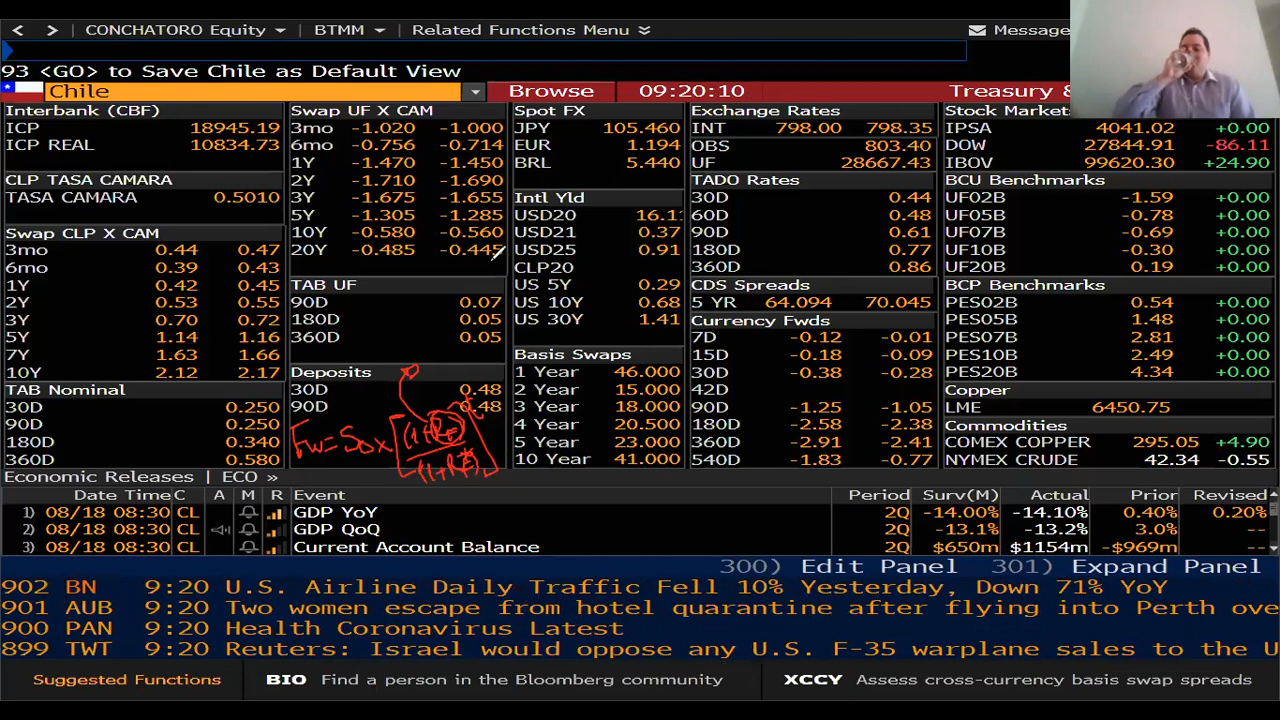 CONCHATORO Equity BTMM Related Functions Menu Message
93 <GO> to Save Chile as Default View
Chile Browse 09:20:10 Treasury &
Interbank (CBF)
ICP 18945.19
ICP REAL 10834.73
CLP TASA CAMARA
TASA CAMARA 0.5010
Swap CLP X CAM
3mo 0.44 0.47
6mo 0.39 0.43
1Y 0.42 0.45
2Y 0.53 0.55
3Y 0.70 0.72
5Y 1.14 1.16
7Y 1.63 1.66
10Y 2.12 2.17
TAB Nominal
30D 0.250
90D 0.250
180D 0.340
360D 0.580
Swap UF X CAM
3mo -1.020 -1.000
6mo -0.756 -0.714
1Y -1.470 -1.450
2Y -1.710 -1.690
3Y -1.675 -1.655
5Y -1.305 -1.285
10Y -0.580 -0.560
20Y -0.485 -0.445
TAB UF
90D 0.07
180D 0.05
360D 0.05
Deposits
30D 0.48
90D 0.48
Spot FX
JPY 105.460
EUR 1.194
BRL 5.440
Intl Yld
USD20 16.11
USD21 0.37
USD25 0.91
CLP20
US 5Y 0.29
US 10Y 0.68
US 30Y 1.41
Basis Swaps
1 Year 46.000
2 Year 15.000
3 Year 18.000
4 Year 20.500
5 Year 23.000
10 Year 41.000
Exchange Rates
INT 798.00 798.35
OBS 803.40
UF 28667.43
TADO Rates
30D 0.44
60D 0.48
90D 0.61
180D 0.77
360D 0.86
CDS Spreads
5 YR 64.094 70.045
Currency Fwds
7D -0.12 -0.01
15D -0.18 -0.09
30D -0.38 -0.28
42D
90D -1.25 -1.05
180D -2.58 -2.38
360D -2.91 -2.41
540D -1.83 -0.77
Stock Market
IPSA 4041.02 +0.00
DOW 27844.91 -86.11
IBOV 99620.30 +24.90
BCU Benchmarks
UF02B -1.59 +0.00
UF05B -0.78 +0.00
UF07B -0.69 +0.00
UF10B -0.30 +0.00
UF20B 0.19 +0.00
BCP Benchmarks
PES02B 0.54 +0.00
PES05B 1.48 +0.00
PES07B 2.81 +0.00
PES10B 2.49 +0.00
PES20B 4.34 +0.00
Copper
LME 6450.75
Commodities
COMEX COPPER 295.05 +4.90
NYMEX CRUDE 42.34 -0.55
Economic Releases ECO »
Date Time C A M R Event Period Surv(M) Actual Prior Revised
1) 08/18 08:30 CL GDP YoY 2Q -14.00% -14.10% 0.40% 0.20%
2) 08/18 08:30 CL GDP QoQ 2Q -13.1% -13.2% 3.0% --
3) 08/18 08:30 CL Current Account Balance 2Q $650m $1154m -$969m --
300) Edit Panel 301) Expand Panel
902 BN 9:20 U.S. Airline Daily Traffic Fell 10% Yesterday, Down 71% YoY
901 AUB 9:20 Two women escape from hotel quarantine after flying into Perth ove
900 PAN 9:20 Health Coronavirus Latest
899 TWT 9:20 Reuters: Israel would oppose any U.S. F-35 warplane sales to the U
Suggested Functions BIO Find a person in the Bloomberg community XCCY Assess cross-currency basis swap spreads